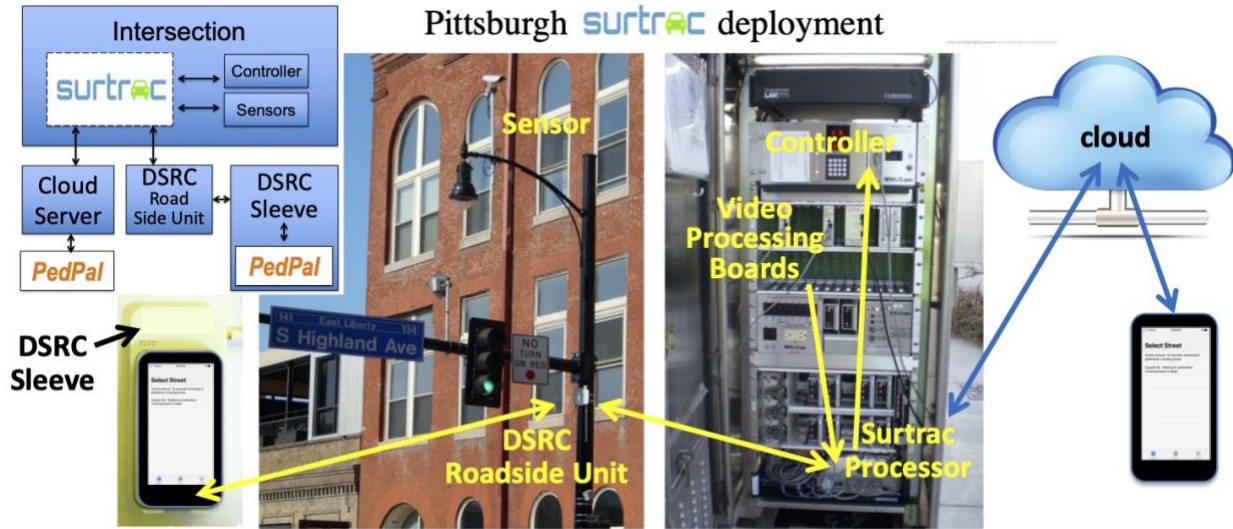 Pittsburgh surtrac deployment
Intersection
surtrac
Controller
Sensors
Cloud
Server
DSRC
Road
Side Unit
DSRC
Sleeve
PedPal
PedPal
DSRC
Sleeve
Select Street
Sensor
141
East Liberty
134
S Highland Ave
NO
TURN
ON RED
DSRC
Roadside Unit
Controller
Video
Processing
Boards
Surtrac
Processor
cloud
Select Street